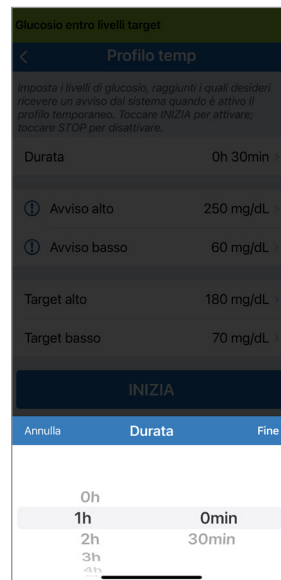 Glucosio entro livelli target
Profilo temp
Imposta i livelli di glucosio, raggiunti i quali desideri
ricevere un avviso dal sistema quando è attivo il
profilo temporaneo. Toccare INIZIA per attivare;
toccare STOP per disattivare.
Durata 0h 30min
Avviso alto 250 mg/dL
Avviso basso 60 mg/dL
Target alto 180 mg/dL
Target basso 70 mg/dL
INIZIA
Annulla Durata Fine
0h
1h 0min
2h 30min
3h
4h